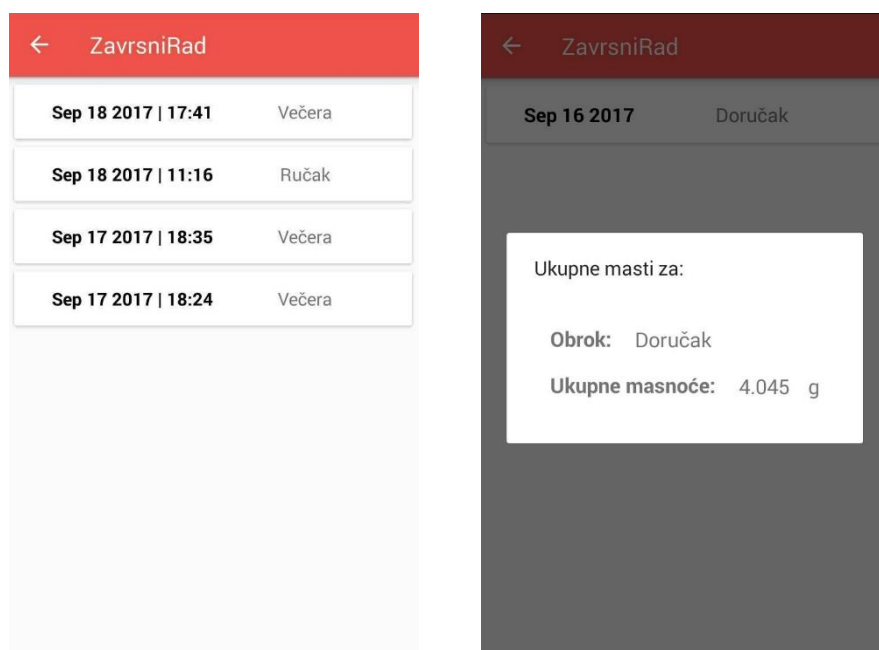 ZavrsniRad
Sep 18 2017 | 17:41 Večera
Sep 18 2017 | 11:16 Ručak
Sep 17 2017 | 18:35 Večera
Sep 17 2017 | 18:24 Večera
ZavrsniRad
Sep 16 2017 Doručak
Ukupne masti za:
Obrok: Doručak
Ukupne masnoće: 4.045 g